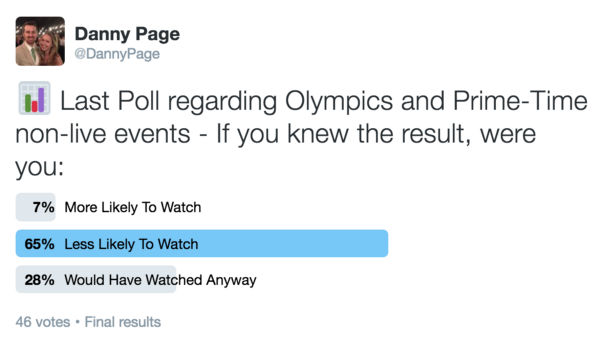 Danny Page
@DannyPage
Last Poll regarding Olympics and Prime-Time
non-live events - If you knew the result, were
you:
7% More Likely To Watch
65% Less Likely To Watch
28% Would Have Watched Anyway
46 votes • Final results